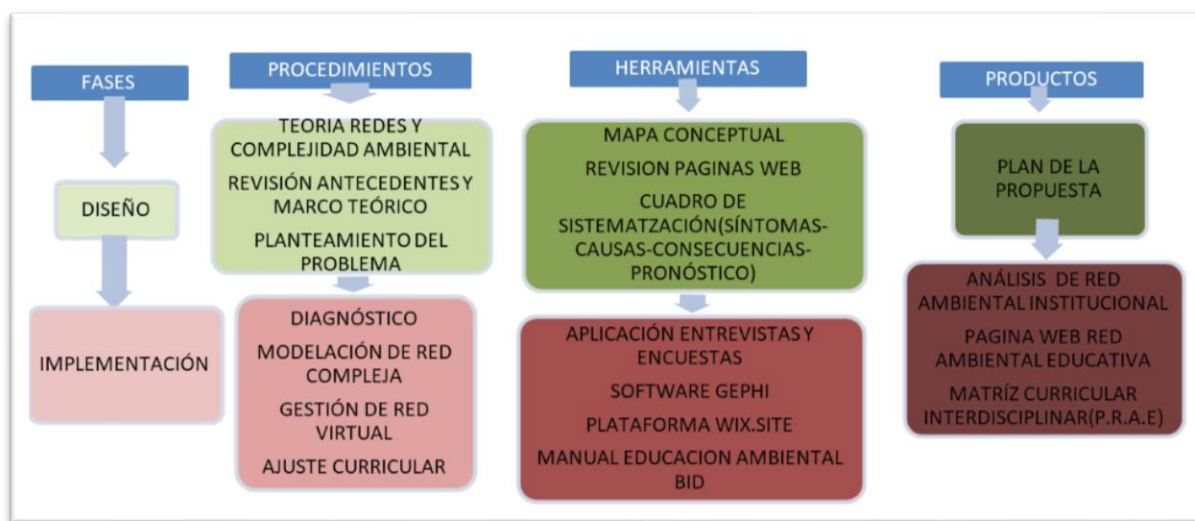 FASES
DISEÑO
IMPLEMENTACIÓN
PROCEDIMIENTOS
TEORIA REDES Y
COMPLEJIDAD AMBIENTAL
REVISIÓN ANTECEDENTES Y
MARCO TEÓRICO
PLANTEAMIENTO DEL
PROBLEMA
DIAGNÓSTICO
MODELACIÓN DE RED
COMPLEJA
GESTIÓN DE RED
VIRTUAL
AJUSTE CURRICULAR
HERRAMIENTAS
MAPA CONCEPTUAL
REVISION PAGINAS WEB
CUADRO DE
SISTEMATZACIÓN(SÍNTOMAS-
CAUSAS-CONSECUENCIAS-
PRONÓSTICO)
APLICACIÓN ENTREVISTAS Y
ENCUESTAS
SOFTWARE GEPHI
PLATAFORMA WIX.SITE
MANUAL EDUCACION AMBIENTAL
BID
PRODUCTOS
PLAN DE LA
PROPUESTA
ANÁLISIS DE RED
AMBIENTAL INSTITUCIONAL
PAGINA WEB RED
AMBIENTAL EDUCATIVA
MATRÍZ CURRICULAR
INTERDISCIPLINAR(P.R.A.E)